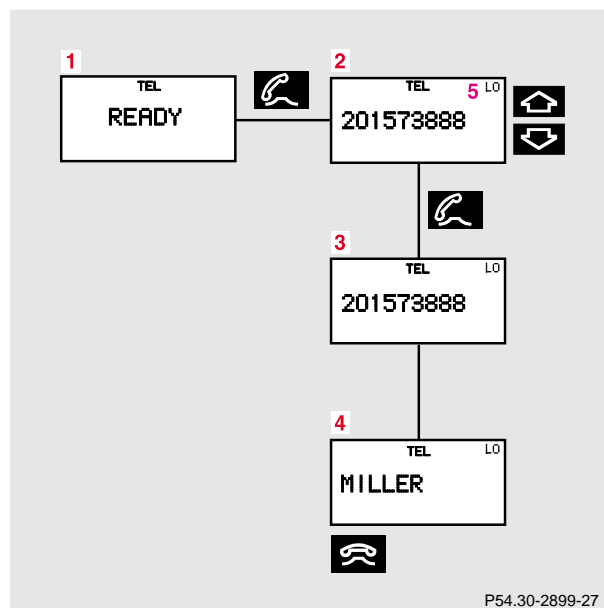 1
TEL
READY
2
TEL
5 LO
201573888
3
TEL LO
201573888
4
TEL LO
MILLER
P54.30-2899-27